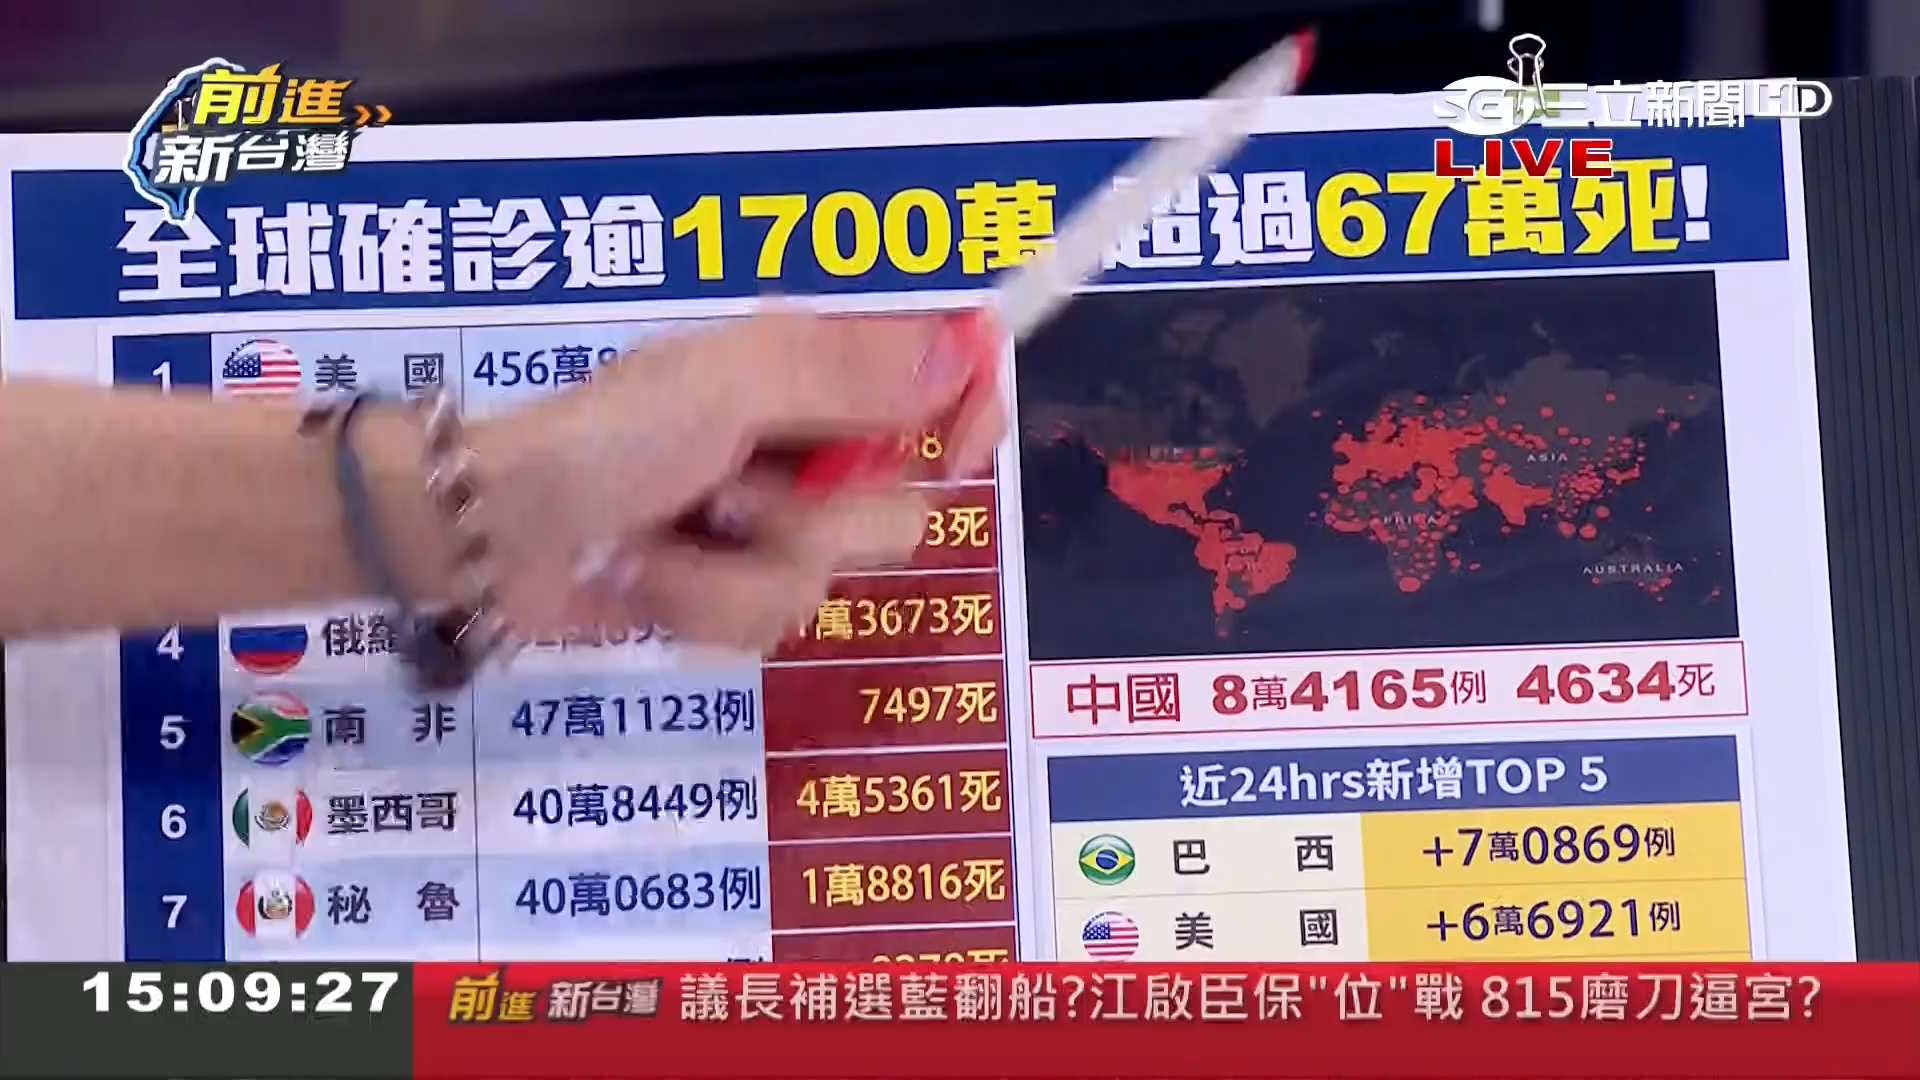 前進
新台灣
SET三立新聞HD
LIVE
全球確診逾1700萬 超過67萬死!
1 美國 456萬8
8
3死
4 俄羅 萬3673死
5 南非 47萬1123例 7497死
6 墨西哥 40萬8449例 4萬5361死
7 秘魯 40萬0683例 1萬8816死
ASIA
AFRICA
AUSTRALIA
中國 8萬4165例 4634死
近24hrs新增TOP 5
巴西 +7萬0869例
美國 +6萬6921例
15:09:27
前進新台灣 議長補選藍翻船?江啟臣保"位"戰 815磨刀逼宮?